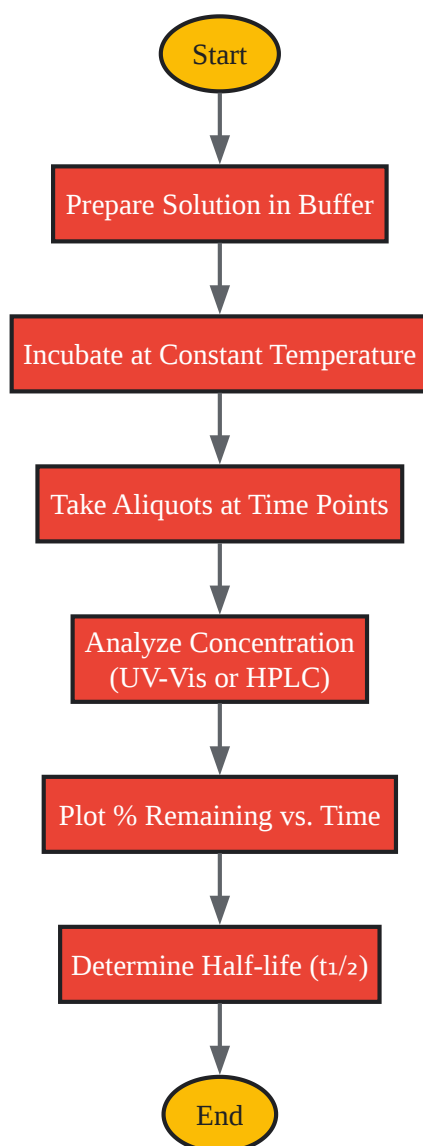 Start
Prepare Solution in Buffer
Incubate at Constant Temperature
Take Aliquots at Time Points
Analyze Concentration
(UV-Vis or HPLC)
Plot % Remaining vs. Time
Determine Half-life (t₁/₂)
End